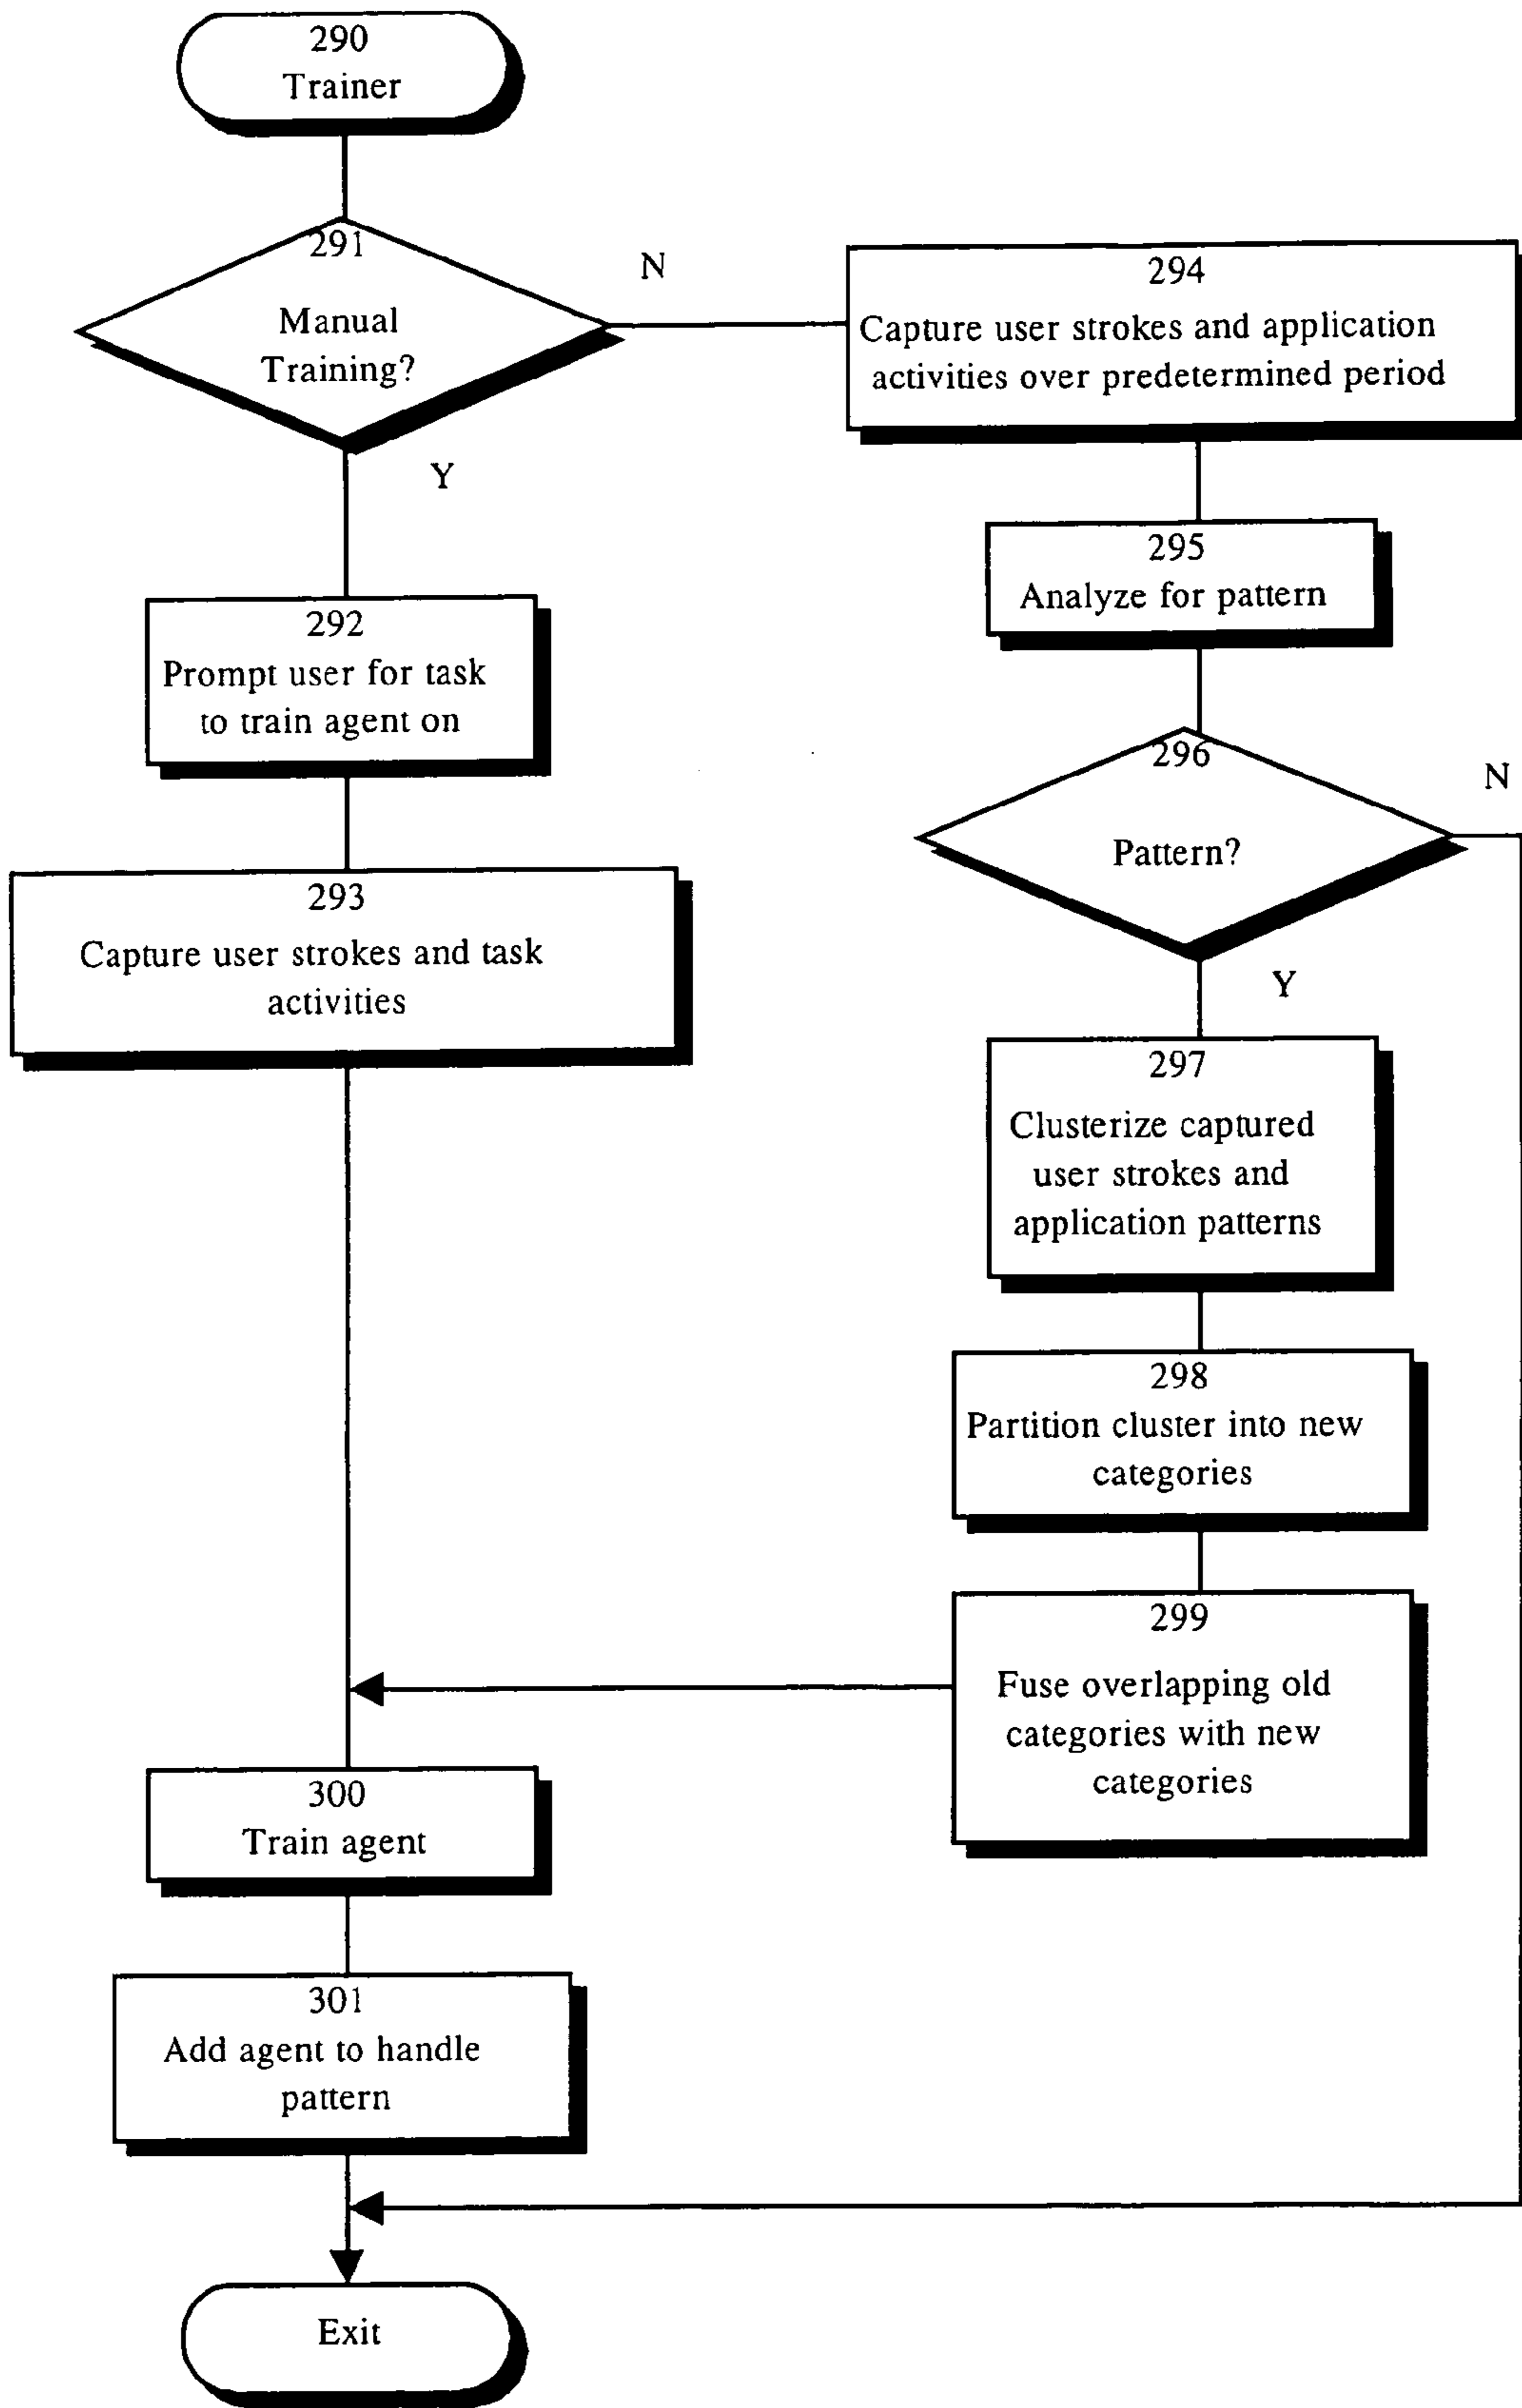 290
Trainer
291
Manual
Training?
N
Y
294
Capture user strokes and application
activities over predetermined period
295
Analyze for pattern
292
Prompt user for task
to train agent on
296
Pattern?
N
Y
293
Capture user strokes and task
activities
297
Clusterize captured
user strokes and
application patterns
298
Partition cluster into new
categories
299
Fuse overlapping old
categories with new
categories
300
Train agent
301
Add agent to handle
pattern
Exit